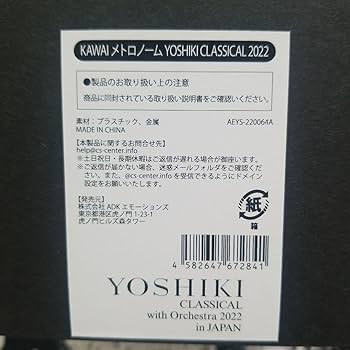 KAWAI メトロノーム YOSHIKI CLASSICAL 2022
●製品のお取り扱い上の注意
商品に同封されている取り扱い説明書をご確認ください。
素材：プラスチック、金属 AEYS-220064A
MADE IN CHINA
【本製品に関するお問合せ先】
help@cs-center.info
※土日祝日・長期休暇はご返信が遅れる場合が御座います。
※ご返信が届かない場合、迷惑メールフォルダをご確認の上、@cs-center.info を受信できるようにドメイン
設定をお願いします。
【発売元】
株式会社 ADK エモーションズ
東京都港区虎ノ門 1-23-1
虎ノ門ヒルズ森タワー
紙
箱
4 582647 672841
YOSHIKI
CLASSICAL
with Orchestra 2022
in JAPAN